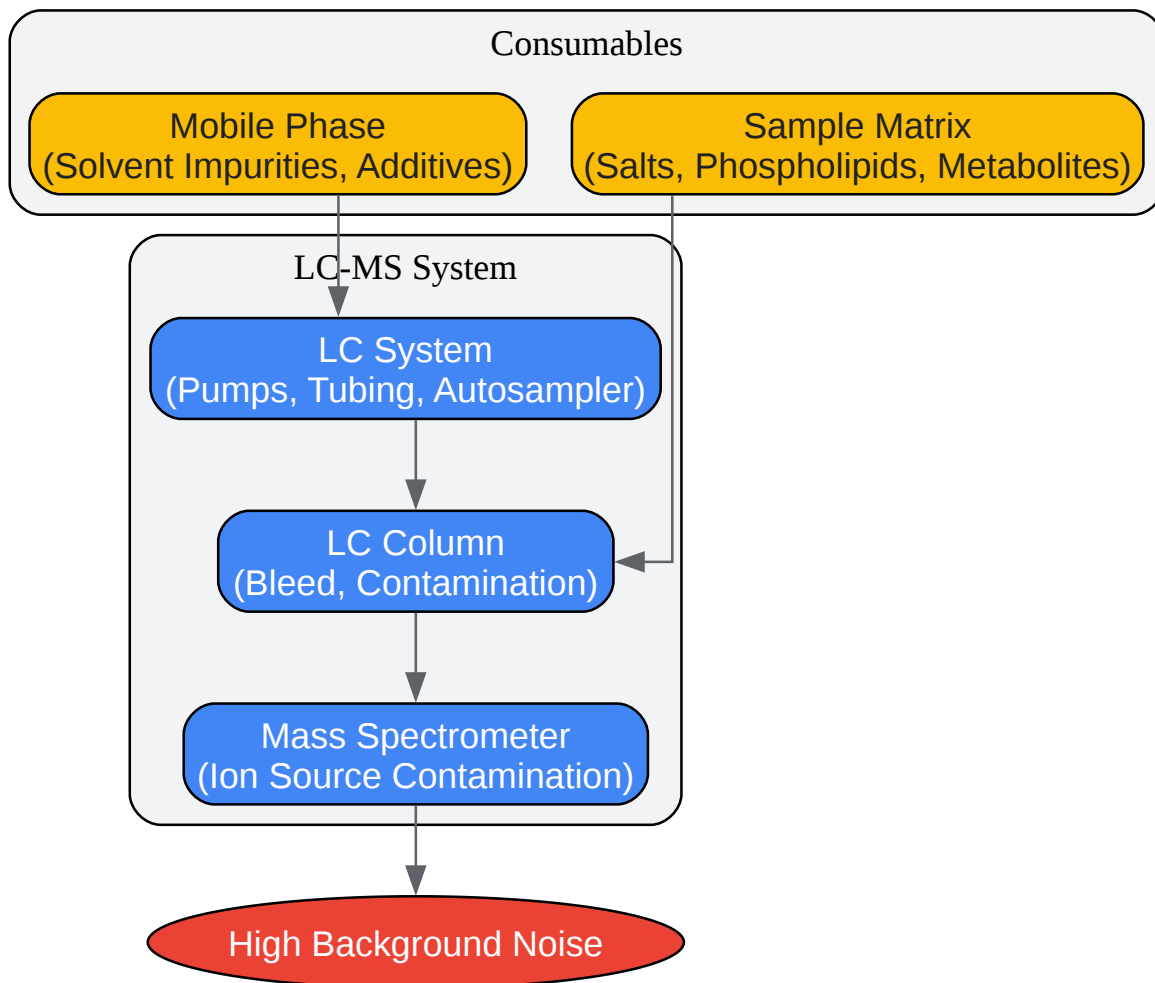 Consumables
Mobile Phase
(Solvent Impurities, Additives)
Sample Matrix
(Salts, Phospholipids, Metabolites)
LC-MS System
LC System
(Pumps, Tubing, Autosampler)
LC Column
(Bleed, Contamination)
Mass Spectrometer
(Ion Source Contamination)
High Background Noise